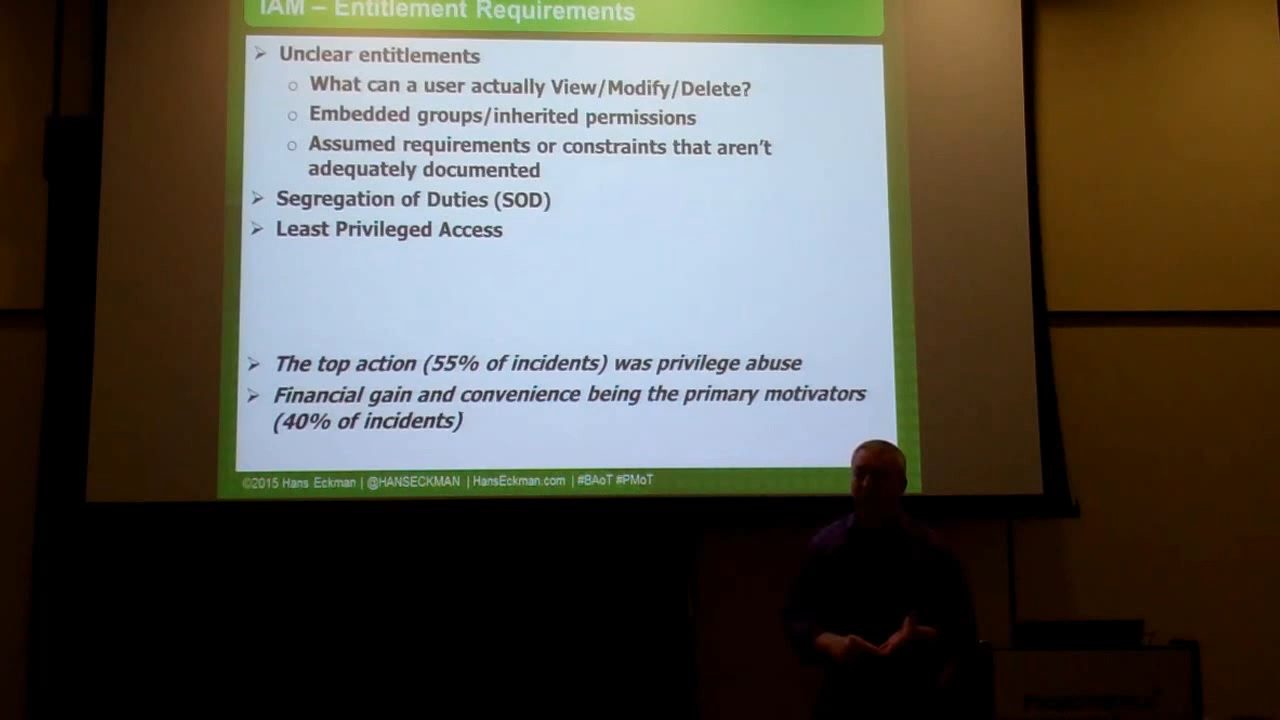 IAM – Entitlement Requirements
Unclear entitlements
What can a user actually View/Modify/Delete?
Embedded groups/inherited permissions
Assumed requirements or constraints that aren't
adequately documented
Segregation of Duties (SOD)
Least Privileged Access
The top action (55% of incidents) was privilege abuse
Financial gain and convenience being the primary motivators
(40% of incidents)
©2015 Hans Eckman | @HANSECKMAN | HansEckman.com | #BAoT #PMoT